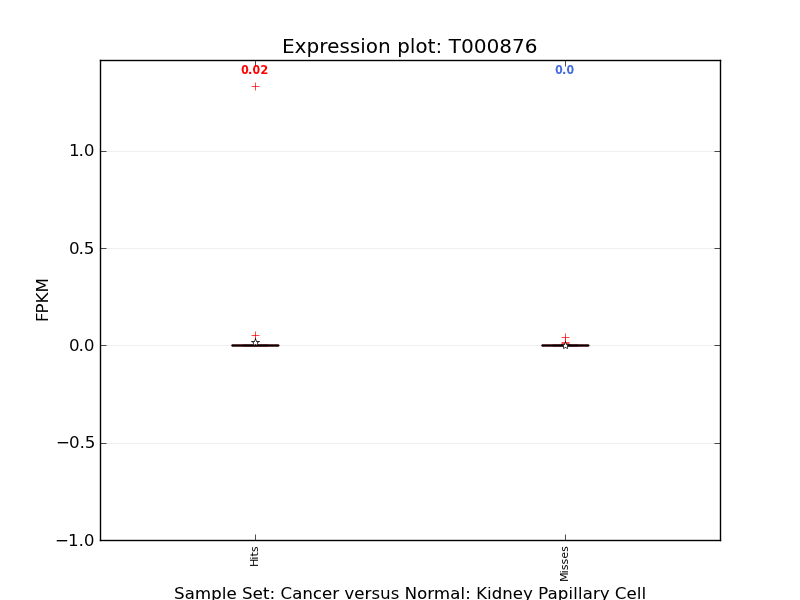 Expression plot: T000876
0.02
0.0
1.0
0.5
0.0
−0.5
−1.0
FPKM
Hits
Misses
Sample Set: Cancer versus Normal: Kidney Papillary Cell